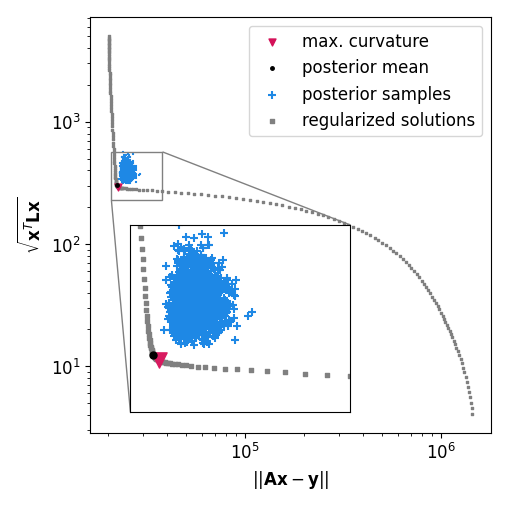 max. curvature
posterior mean
posterior samples
regularized solutions
10³
10²
10¹
√xᵀLx
10⁵
10⁶
||Ax − y||